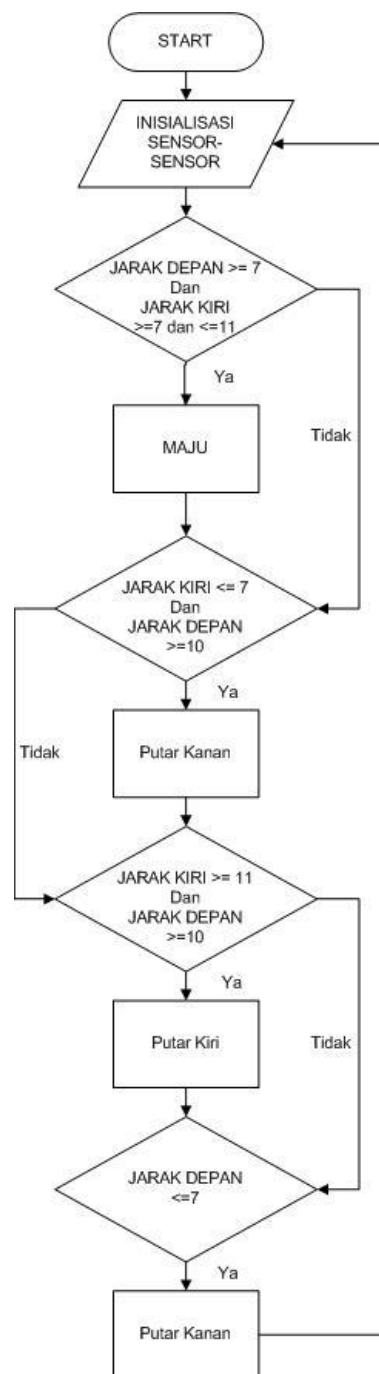 START
INISIALISASI
SENSOR-
SENSOR
JARAK DEPAN >= 7
Dan
JARAK KIRI
>=7 dan <=11
Ya
Tidak
MAJU
JARAK KIRI <= 7
Dan
JARAK DEPAN
>=10
Ya
Tidak
Putar Kanan
JARAK KIRI >= 11
Dan
JARAK DEPAN
>=10
Ya
Tidak
Putar Kiri
JARAK DEPAN
<=7
Ya
Putar Kanan